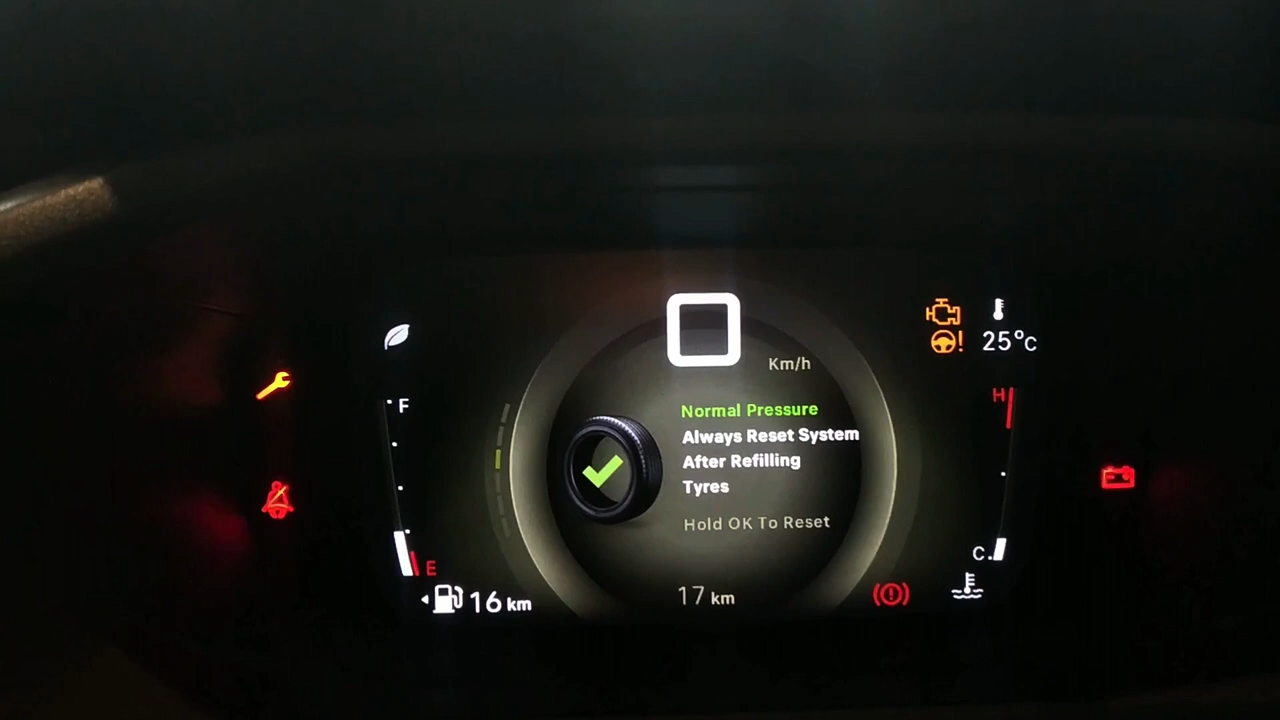 25°C
Km/h
F
H
Normal Pressure
Always Reset System
After Refilling
Tyres
Hold OK To Reset
E
C
16 km
17 km